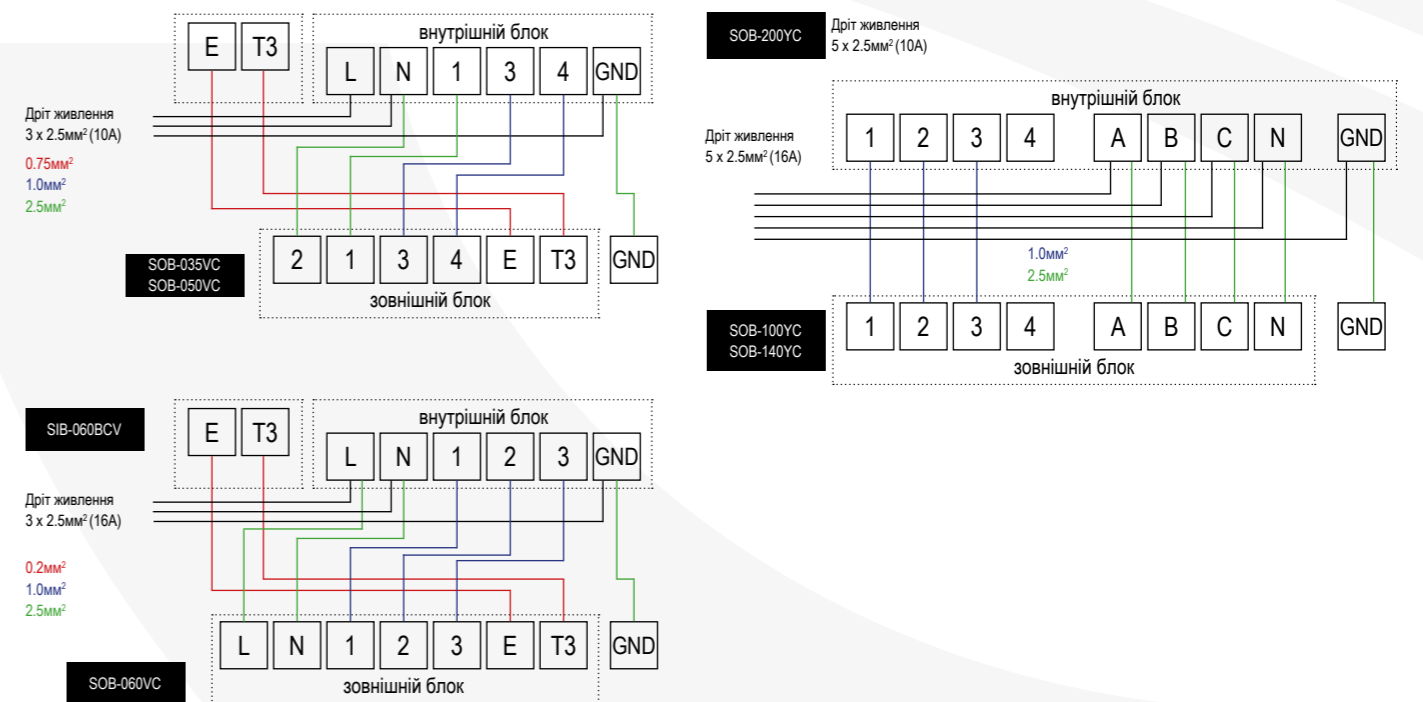 E T3
внутрішній блок
L N 1 3 4 GND
Дріт живлення
3 x 2.5мм² (10А)
0.75мм²
1.0мм²
2.5мм²
SOB-035VC
SOB-050VC
2 1 3 4 E T3 GND
зовнішній блок
SIB-060BCV
E T3
внутрішній блок
L N 1 2 3 GND
Дріт живлення
3 x 2.5мм² (16А)
0.2мм²
1.0мм²
2.5мм²
L N 1 2 3 E T3 GND
SOB-060VC
зовнішній блок
SOB-200YC
Дріт живлення
5 x 2.5мм² (10А)
внутрішній блок
Дріт живлення
5 x 2.5мм² (16А)
1 2 3 4 A B C N GND
1.0мм²
2.5мм²
SOB-100YC
SOB-140YC
1 2 3 4 A B C N GND
зовнішній блок